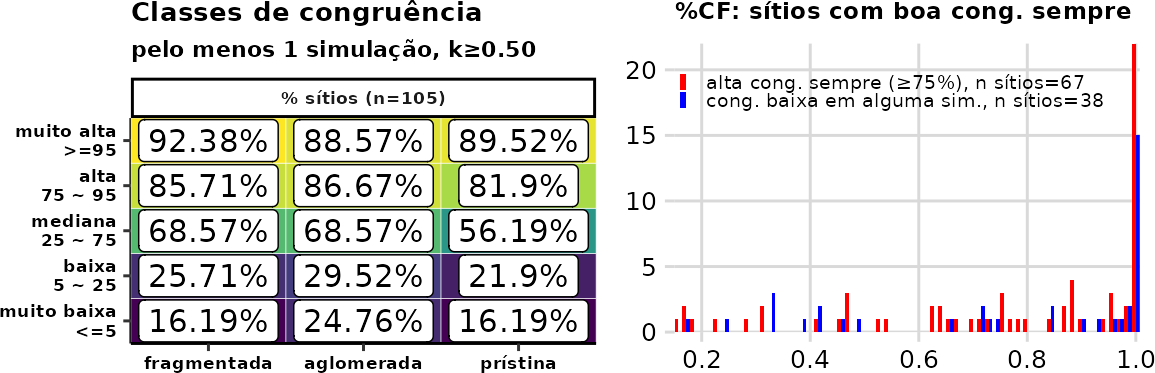 Classes de congruência
pelo menos 1 simulação, k≥0.50
% sítios (n=105)
muito alta
>=95
92.38% 88.57% 89.52%
alta
75 ~ 95
85.71% 86.67% 81.9%
mediana
25 ~ 75
68.57% 68.57% 56.19%
baixa
5 ~ 25
25.71% 29.52% 21.9%
muito baixa
<=5
16.19% 24.76% 16.19%
fragmentada aglomerada prístina
%CF: sítios com boa cong. sempre
alta cong. sempre (≥75%), n sítios=67
cong. baixa em alguma sim., n sítios=38
20
15
10
5
0
0.2 0.4 0.6 0.8 1.0